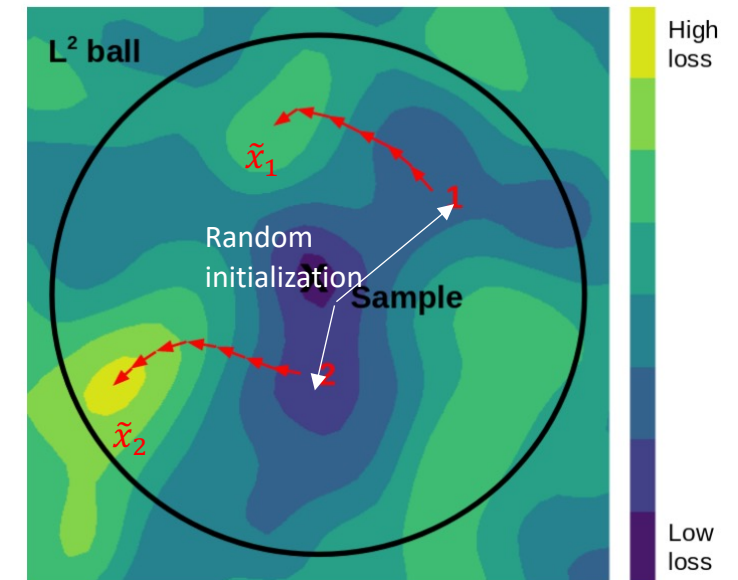 High
loss
L² ball
x̃₁
1
Random
initialization
X
Sample
2
x̃₂
Low
loss